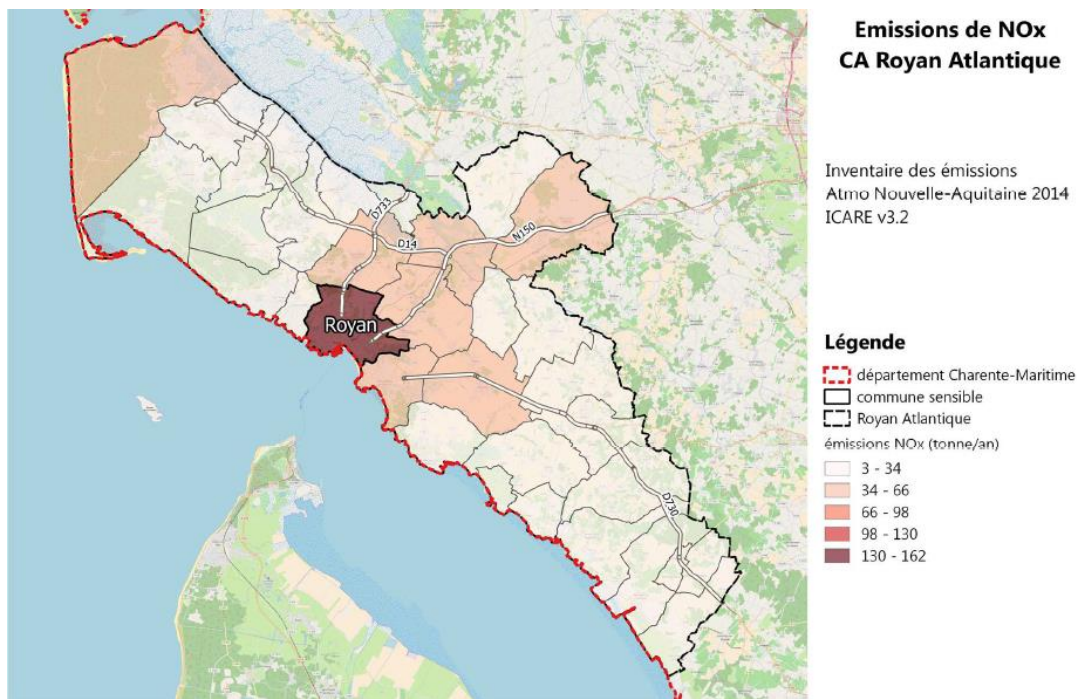 Emissions de NOx
CA Royan Atlantique
Inventaire des émissions
Atmo Nouvelle-Aquitaine 2014
ICARE v3.2
D733
D14
N150
Royan
D730
Légende
département Charente-Maritime
commune sensible
Royan Atlantique
émissions NOx (tonne/an)
3 - 34
34 - 66
66 - 98
98 - 130
130 - 162